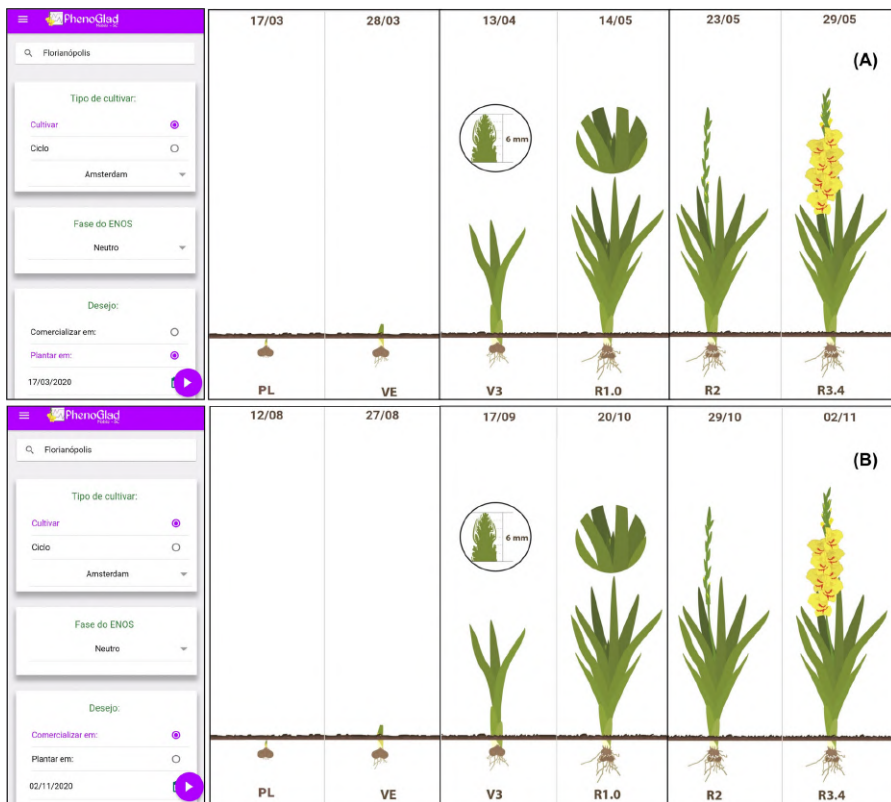 PhenoGlad
Florianópolis
Tipo de cultivar:
Cultivar
Ciclo
Amsterdam
Fase do ENOS
Neutro
Desejo:
Comercializar em:
Plantar em:
17/03/2020
17/03 28/03 13/04 14/05 23/05 29/05
(A)
6 mm
PL VE V3 R1.0 R2 R3.4
PhenoGlad
Florianópolis
Tipo de cultivar:
Cultivar
Ciclo
Amsterdam
Fase do ENOS
Neutro
Desejo:
Comercializar em:
Plantar em:
02/11/2020
12/08 27/08 17/09 20/10 29/10 02/11
(B)
6 mm
PL VE V3 R1.0 R2 R3.4